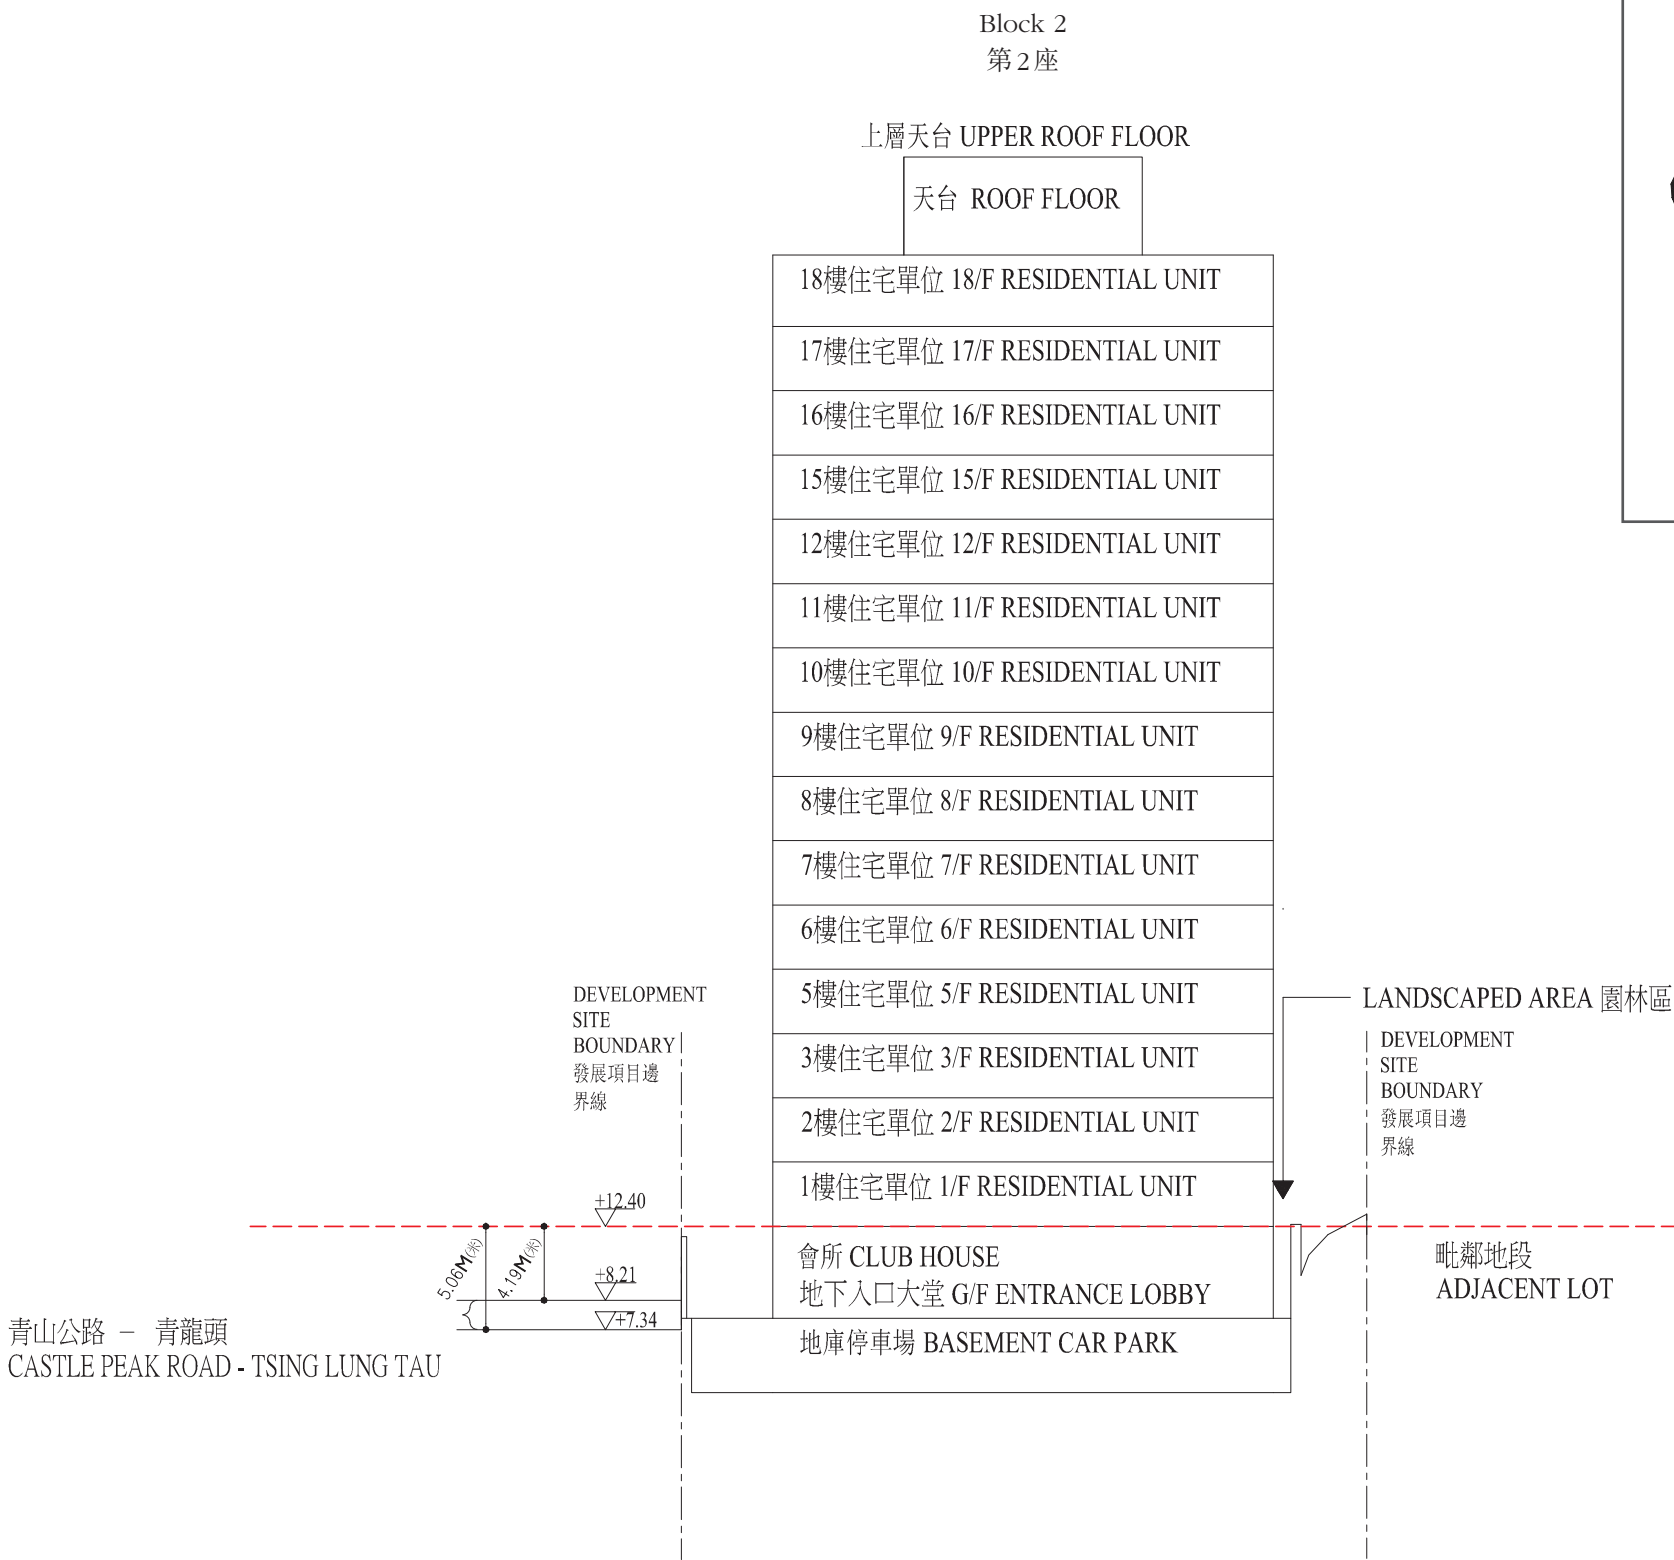 Block 2
第2座
上層天台 UPPER ROOF FLOOR
天台 ROOF FLOOR
18樓住宅單位 18/F RESIDENTIAL UNIT
17樓住宅單位 17/F RESIDENTIAL UNIT
16樓住宅單位 16/F RESIDENTIAL UNIT
15樓住宅單位 15/F RESIDENTIAL UNIT
12樓住宅單位 12/F RESIDENTIAL UNIT
11樓住宅單位 11/F RESIDENTIAL UNIT
10樓住宅單位 10/F RESIDENTIAL UNIT
9樓住宅單位 9/F RESIDENTIAL UNIT
8樓住宅單位 8/F RESIDENTIAL UNIT
7樓住宅單位 7/F RESIDENTIAL UNIT
6樓住宅單位 6/F RESIDENTIAL UNIT
5樓住宅單位 5/F RESIDENTIAL UNIT
3樓住宅單位 3/F RESIDENTIAL UNIT
2樓住宅單位 2/F RESIDENTIAL UNIT
1樓住宅單位 1/F RESIDENTIAL UNIT
會所 CLUB HOUSE
地下入口大堂 G/F ENTRANCE LOBBY
地庫停車場 BASEMENT CAR PARK
DEVELOPMENT
SITE
BOUNDARY
發展項目邊
界線
LANDSCAPED AREA 園林區
DEVELOPMENT
SITE
BOUNDARY
發展項目邊
界線
+12.40
5.06M(米)
4.19M(米)
+8.21
+7.34
毗鄰地段
ADJACENT LOT
青山公路 － 青龍頭
CASTLE PEAK ROAD - TSING LUNG TAU